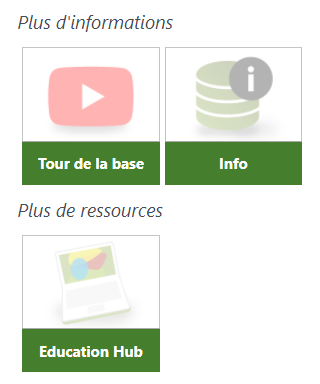 Plus d'informations
Tour de la base
Info
Plus de ressources
Education Hub